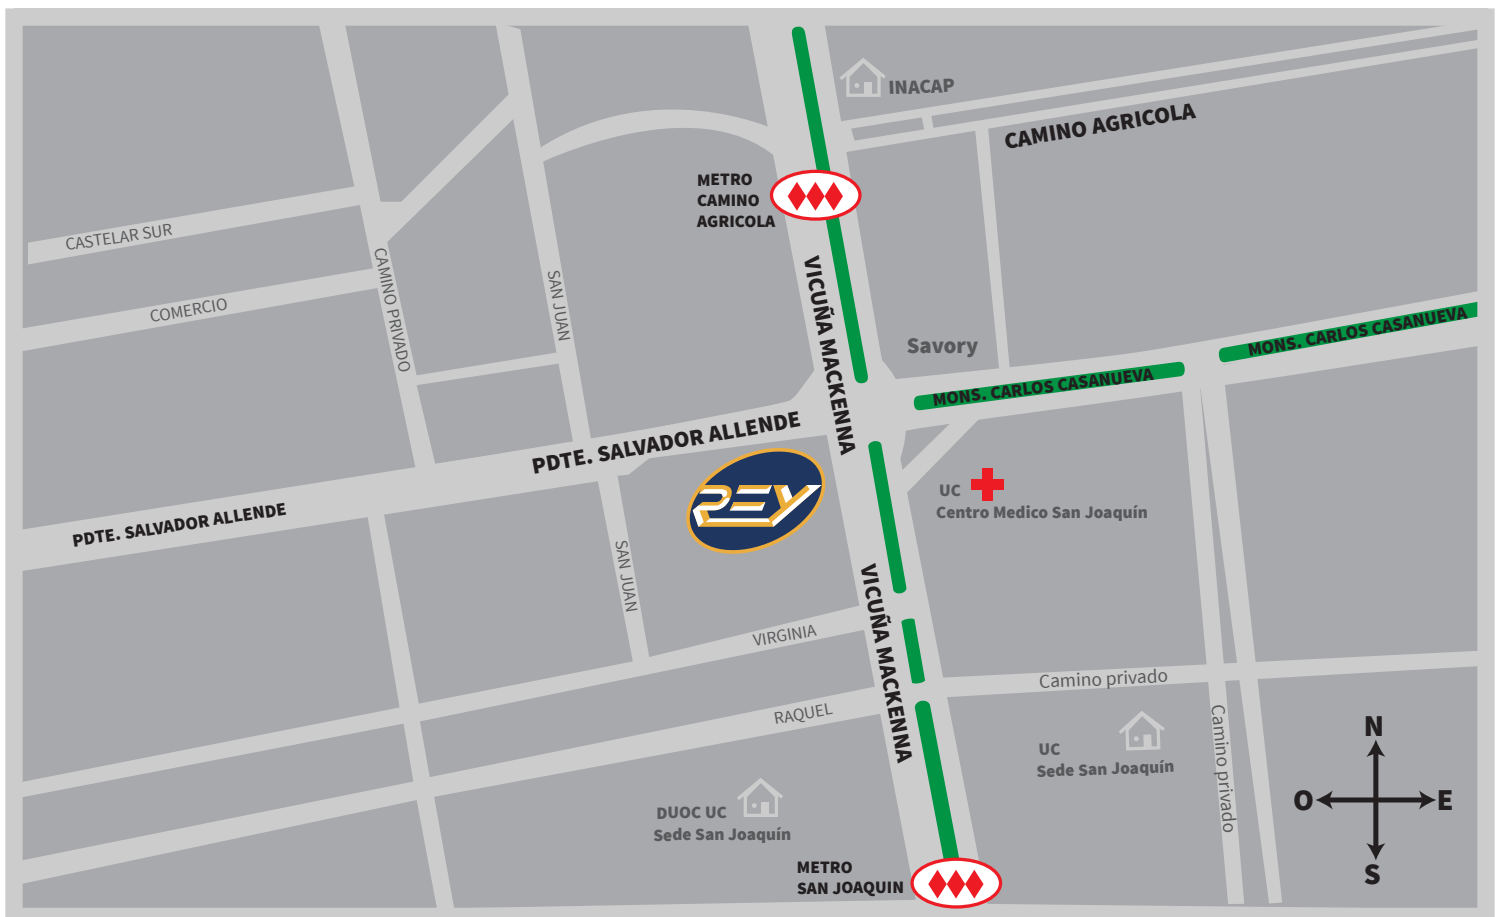 INACAP
CAMINO AGRICOLA
METRO
CAMINO
AGRICOLA
CASTELAR SUR
COMERCIO
CAMINO PRIVADO
SAN JUAN
VICUÑA MACKENNA
Savory
MONS. CARLOS CASANUEVA
MONS. CARLOS CASANUEVA
PDTE. SALVADOR ALLENDE
PDTE. SALVADOR ALLENDE
REY
UC
Centro Medico San Joaquín
SAN JUAN
VICUÑA MACKENNA
VIRGINIA
RAQUEL
Camino privado
Camino privado
UC
Sede San Joaquín
DUOC UC
Sede San Joaquín
METRO
SAN JOAQUIN
N
O
E
S